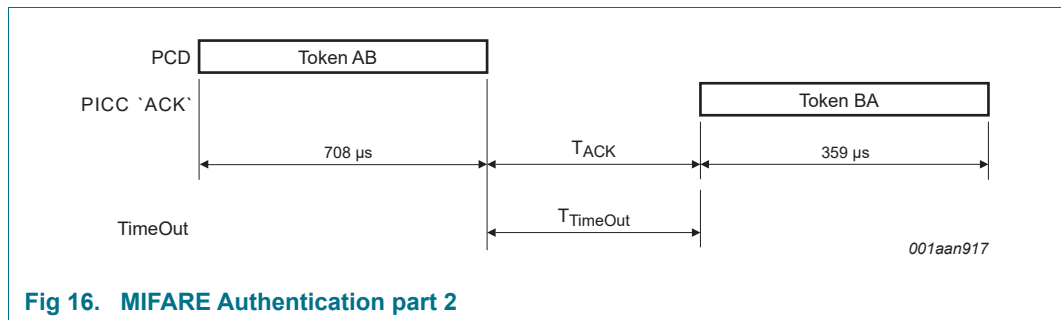 PCD
Token AB
PICC `ACK`
Token BA
708 µs
TACK
359 µs
TimeOut
TTimeOut
001aan917
Fig 16. MIFARE Authentication part 2